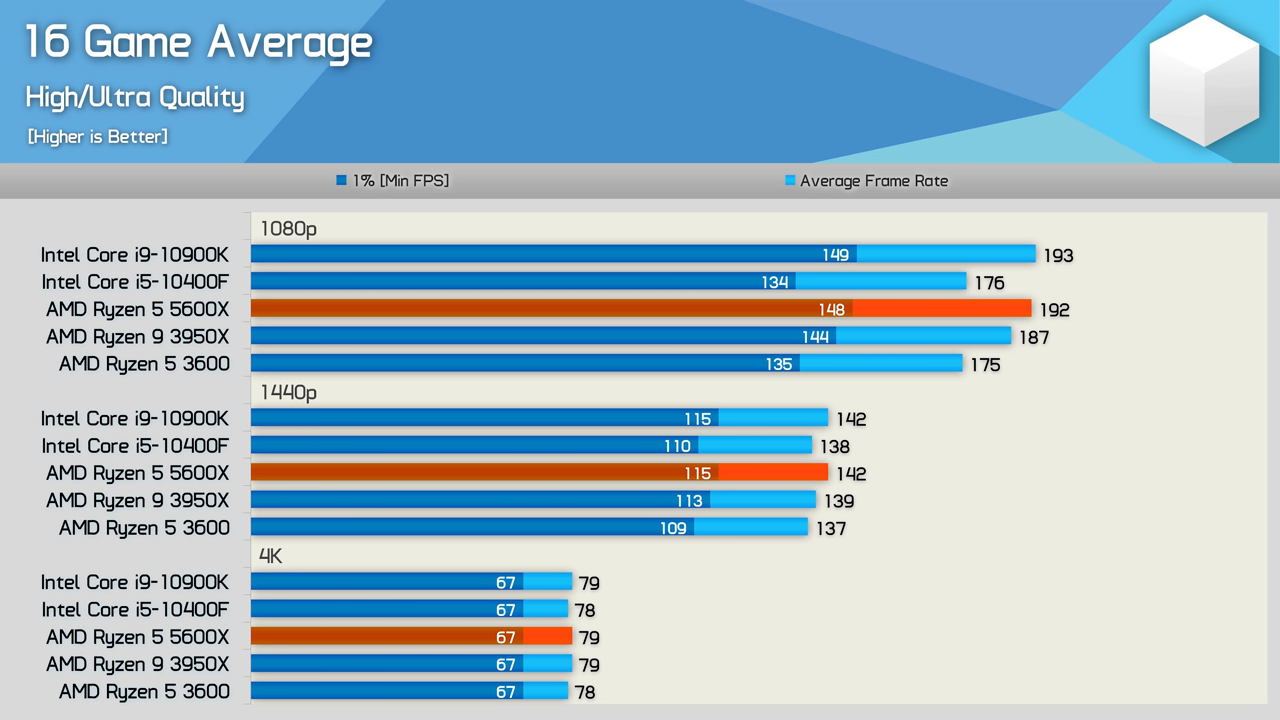 16 Game Average
High/Ultra Quality
[Higher is Better]
1% [Min FPS] Average Frame Rate
1080p
Intel Core i9-10900K 149 193
Intel Core i5-10400F 134 176
AMD Ryzen 5 5600X 148 192
AMD Ryzen 9 3950X 144 187
AMD Ryzen 5 3600 135 175
1440p
Intel Core i9-10900K 115 142
Intel Core i5-10400F 110 138
AMD Ryzen 5 5600X 115 142
AMD Ryzen 9 3950X 113 139
AMD Ryzen 5 3600 109 137
4K
Intel Core i9-10900K 67 79
Intel Core i5-10400F 67 78
AMD Ryzen 5 5600X 67 79
AMD Ryzen 9 3950X 67 79
AMD Ryzen 5 3600 67 78